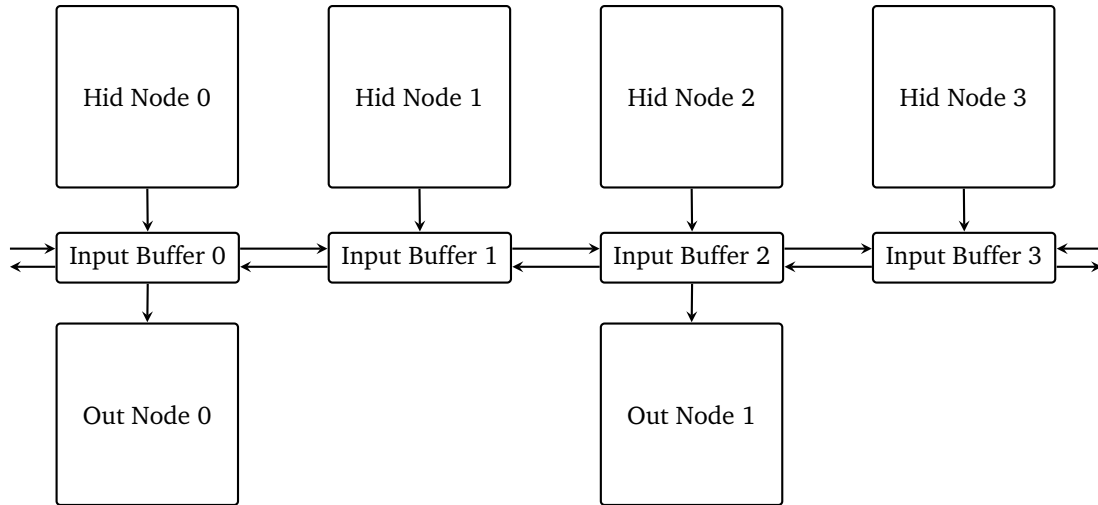 Hid Node 0
Hid Node 1
Hid Node 2
Hid Node 3
Input Buffer 0
Input Buffer 1
Input Buffer 2
Input Buffer 3
Out Node 0
Out Node 1